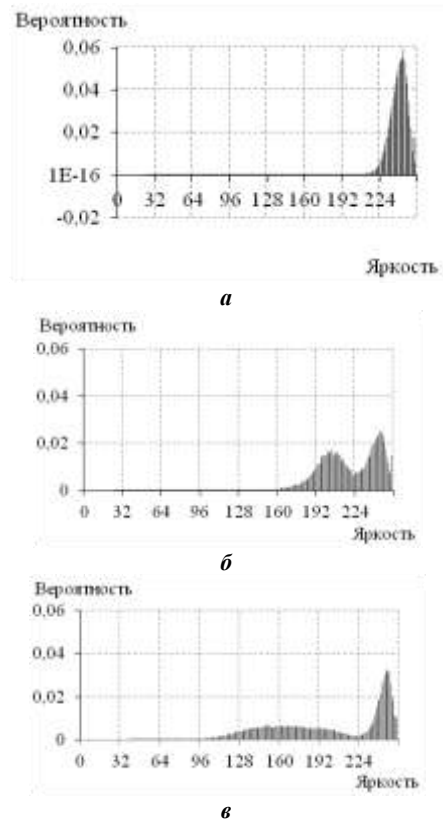 Вероятность
0,06
0,04
0,02
1E-16
0 32 64 96 128 160 192 224
-0,02
Яркость
а
Вероятность
0,06
0,04
0,02
0
0 32 64 96 128 160 192 224
Яркость
б
Вероятность
0,06
0,04
0,02
0
0 32 64 96 128 160 192 224
Яркость
в